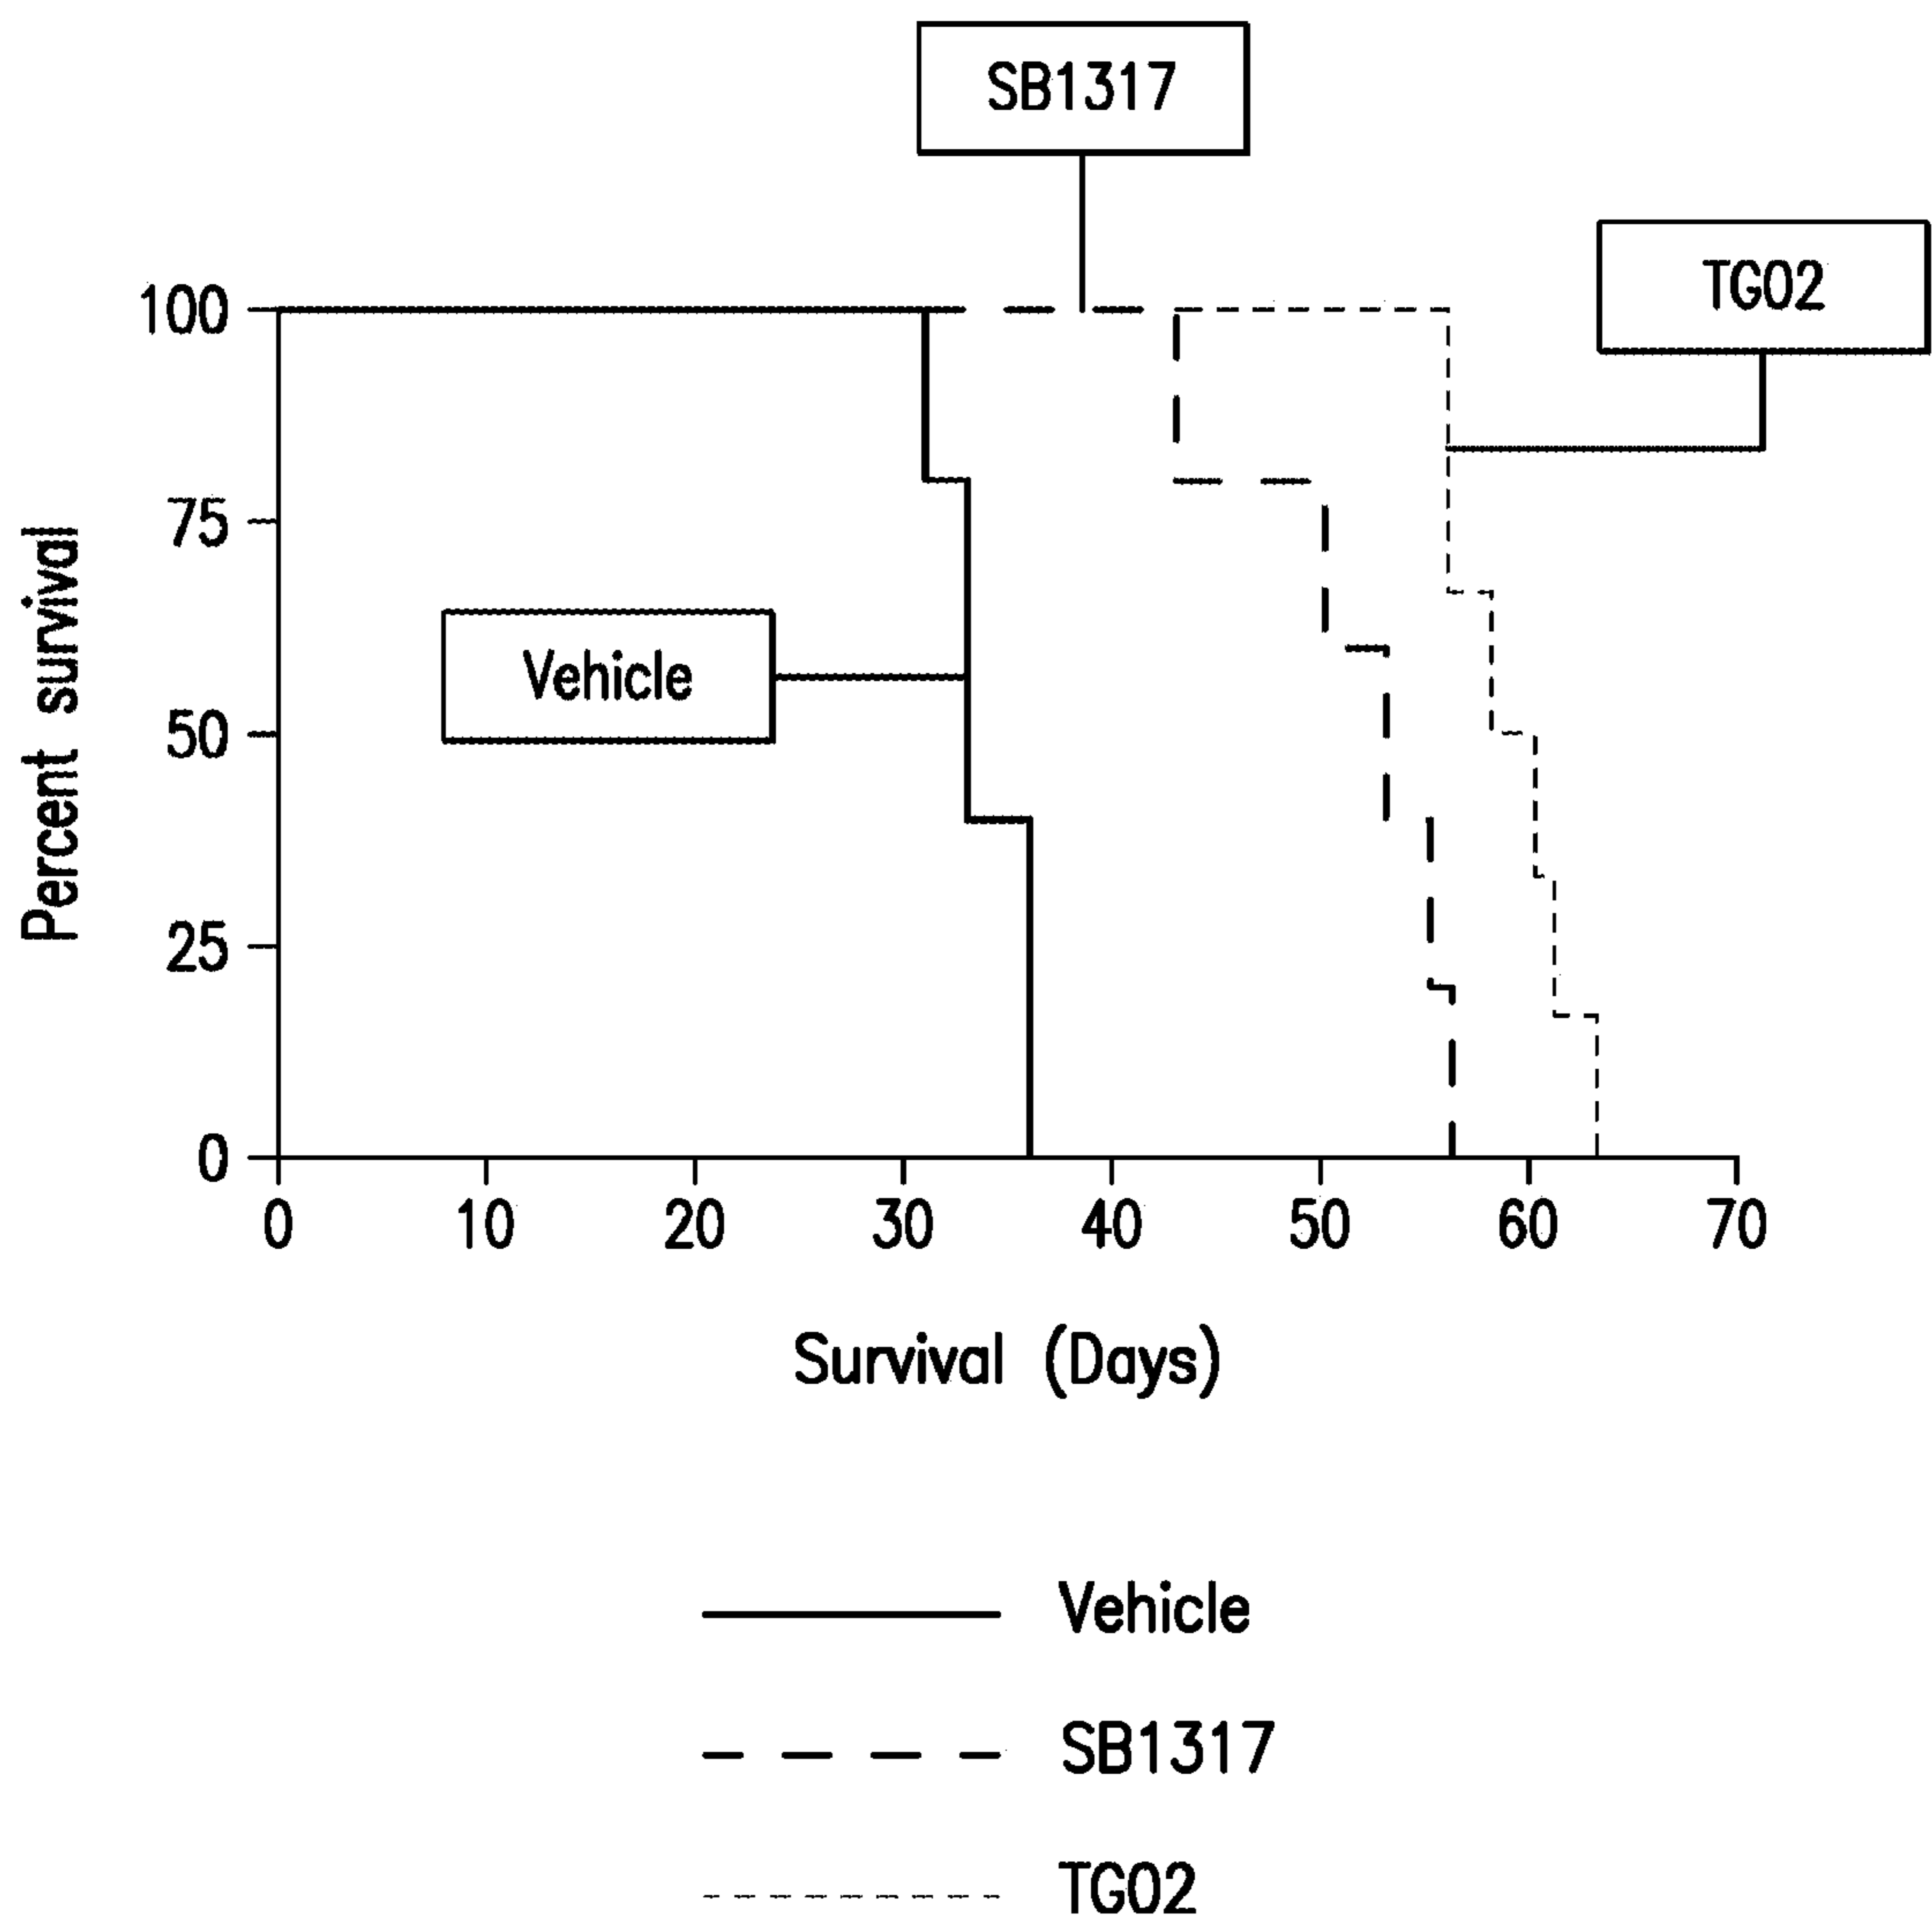 SB1317
TG02
100
75
50
25
0
Percent survival
Vehicle
0 10 20 30 40 50 60 70
Survival (Days)
Vehicle
SB1317
TG02